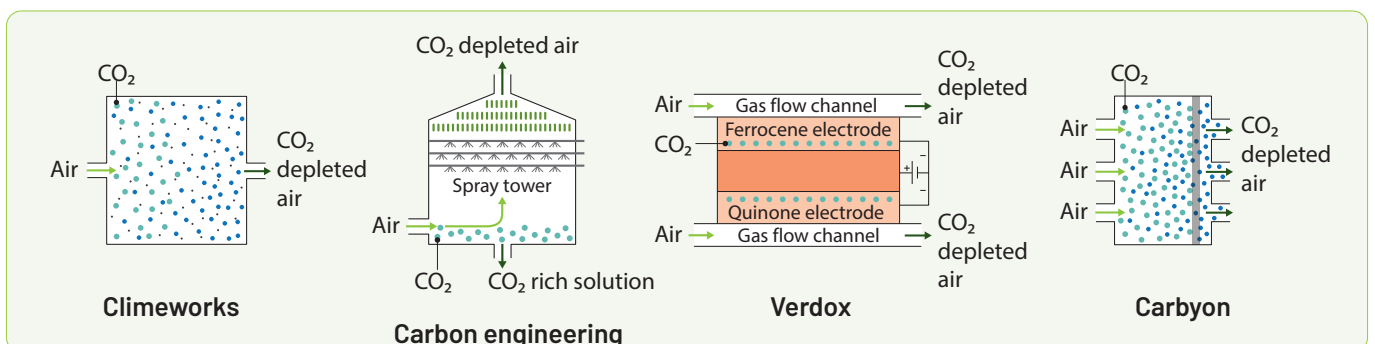 CO₂
Air
CO₂
depleted
air
Climeworks
CO₂ depleted air
Spray tower
Air
CO₂
CO₂ rich solution
Carbon engineering
Air
Gas flow channel
CO₂
depleted
air
Ferrocene electrode
CO₂
+
-
-
Quinone electrode
Air
Gas flow channel
CO₂
depleted
air
Verdox
CO₂
Air
Air
Air
CO₂
depleted
air
Carbyon